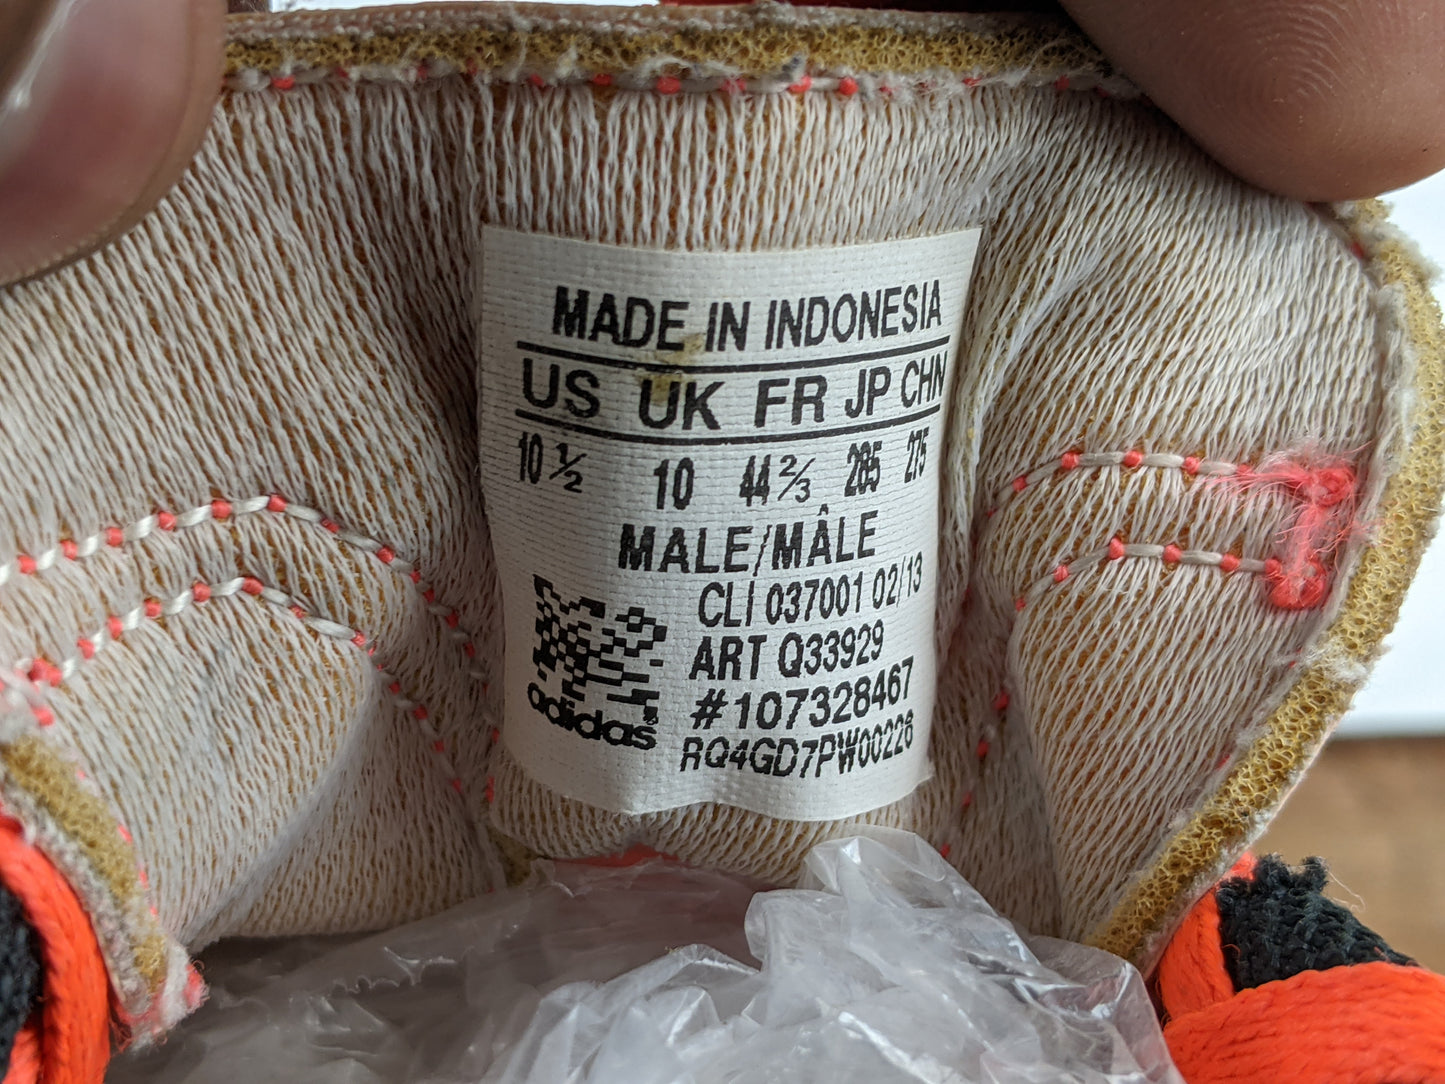 MADE IN INDONESIA
US UK FR JP CHN
10 ½ 10 44 ⅔ 285 275
MALE/MÂLE
CLI 037001 02/13
ART Q33929
#107328467
adidas
RQ4GD7PW00226